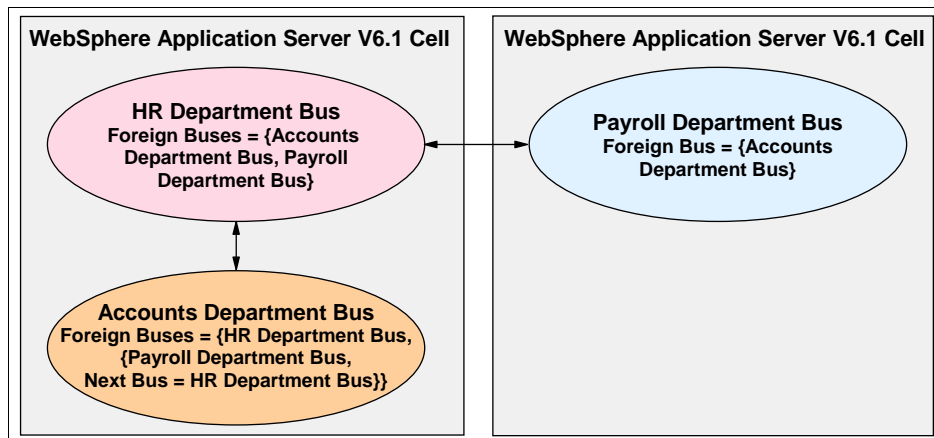 WebSphere Application Server V6.1 Cell
HR Department Bus
Foreign Buses = {Accounts
Department Bus, Payroll
Department Bus}
Accounts Department Bus
Foreign Buses = {HR Department Bus,
{Payroll Department Bus,
Next Bus = HR Department Bus}}
WebSphere Application Server V6.1 Cell
Payroll Department Bus
Foreign Bus = {Accounts
Department Bus}